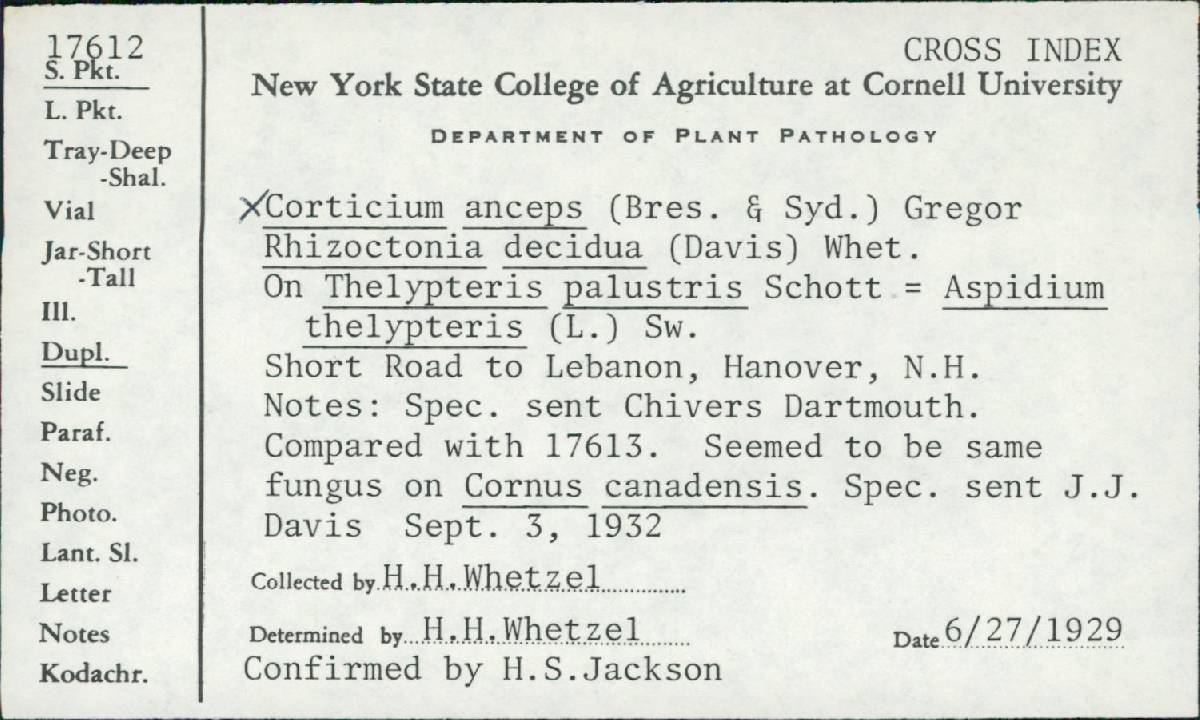 17612
S. Pkt.
L. Pkt.
Tray-Deep
-Shal.
Vial
Jar-Short
-Tall
Ill.
Dupl.
Slide
Paraf.
Neg.
Photo.
Lant. Sl.
Letter
Notes
Kodachr.
CROSS INDEX
New York State College of Agriculture at Cornell University
DEPARTMENT OF PLANT PATHOLOGY
XCorticium anceps (Bres. & Syd.) Gregor
Rhizoctonia decidua (Davis) Whet.
On Thelypteris palustris Schott = Aspidium
thelypteris (L.) Sw.
Short Road to Lebanon, Hanover, N.H.
Notes: Spec. sent Chivers Dartmouth.
Compared with 17613. Seemed to be same
fungus on Cornus canadensis. Spec. sent J.J.
Davis Sept. 3, 1932
Collected by H.H.Whetzel
Determined by H.H.Whetzel Date 6/27/1929
Confirmed by H.S.Jackson